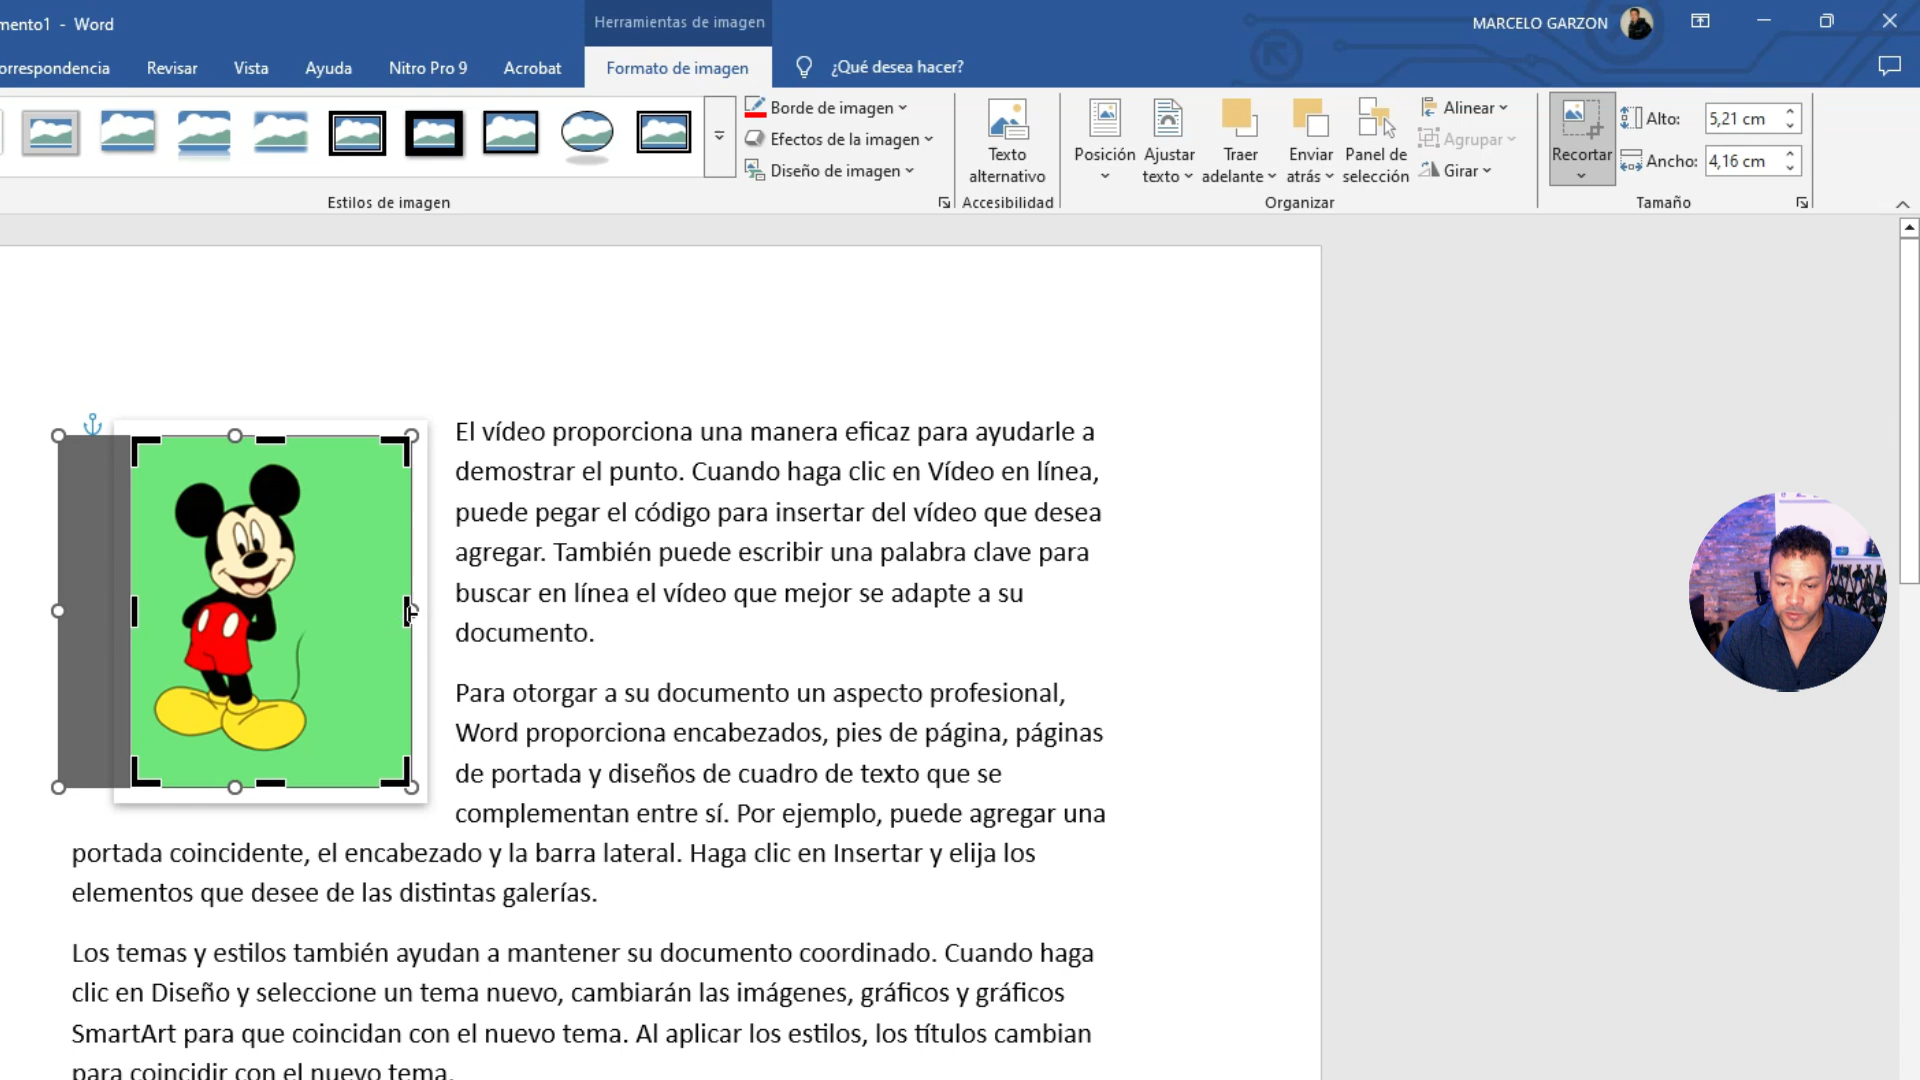 mento1 - Word
Herramientas de imagen
MARCELO GARZON
orrespondencia Revisar Vista Ayuda Nitro Pro 9 Acrobat Formato de imagen ¿Qué desea hacer?
Borde de imagen
Efectos de la imagen
Diseño de imagen
Texto alternativo
Posición
Ajustar texto
Traer adelante
Enviar atrás
Panel de selección
Alinear
Agrupar
Girar
Recortar
Alto: 5,21 cm
Ancho: 4,16 cm
Estilos de imagen
Accesibilidad
Organizar
Tamaño
El vídeo proporciona una manera eficaz para ayudarle a
demostrar el punto. Cuando haga clic en Vídeo en línea,
puede pegar el código para insertar del vídeo que desea
agregar. También puede escribir una palabra clave para
buscar en línea el vídeo que mejor se adapte a su
documento.
Para otorgar a su documento un aspecto profesional,
Word proporciona encabezados, pies de página, páginas
de portada y diseños de cuadro de texto que se
complementan entre sí. Por ejemplo, puede agregar una
portada coincidente, el encabezado y la barra lateral. Haga clic en Insertar y elija los
elementos que desee de las distintas galerías.
Los temas y estilos también ayudan a mantener su documento coordinado. Cuando haga
clic en Diseño y seleccione un tema nuevo, cambiarán las imágenes, gráficos y gráficos
SmartArt para que coincidan con el nuevo tema. Al aplicar los estilos, los títulos cambian
para coincidir con el nuevo tema.